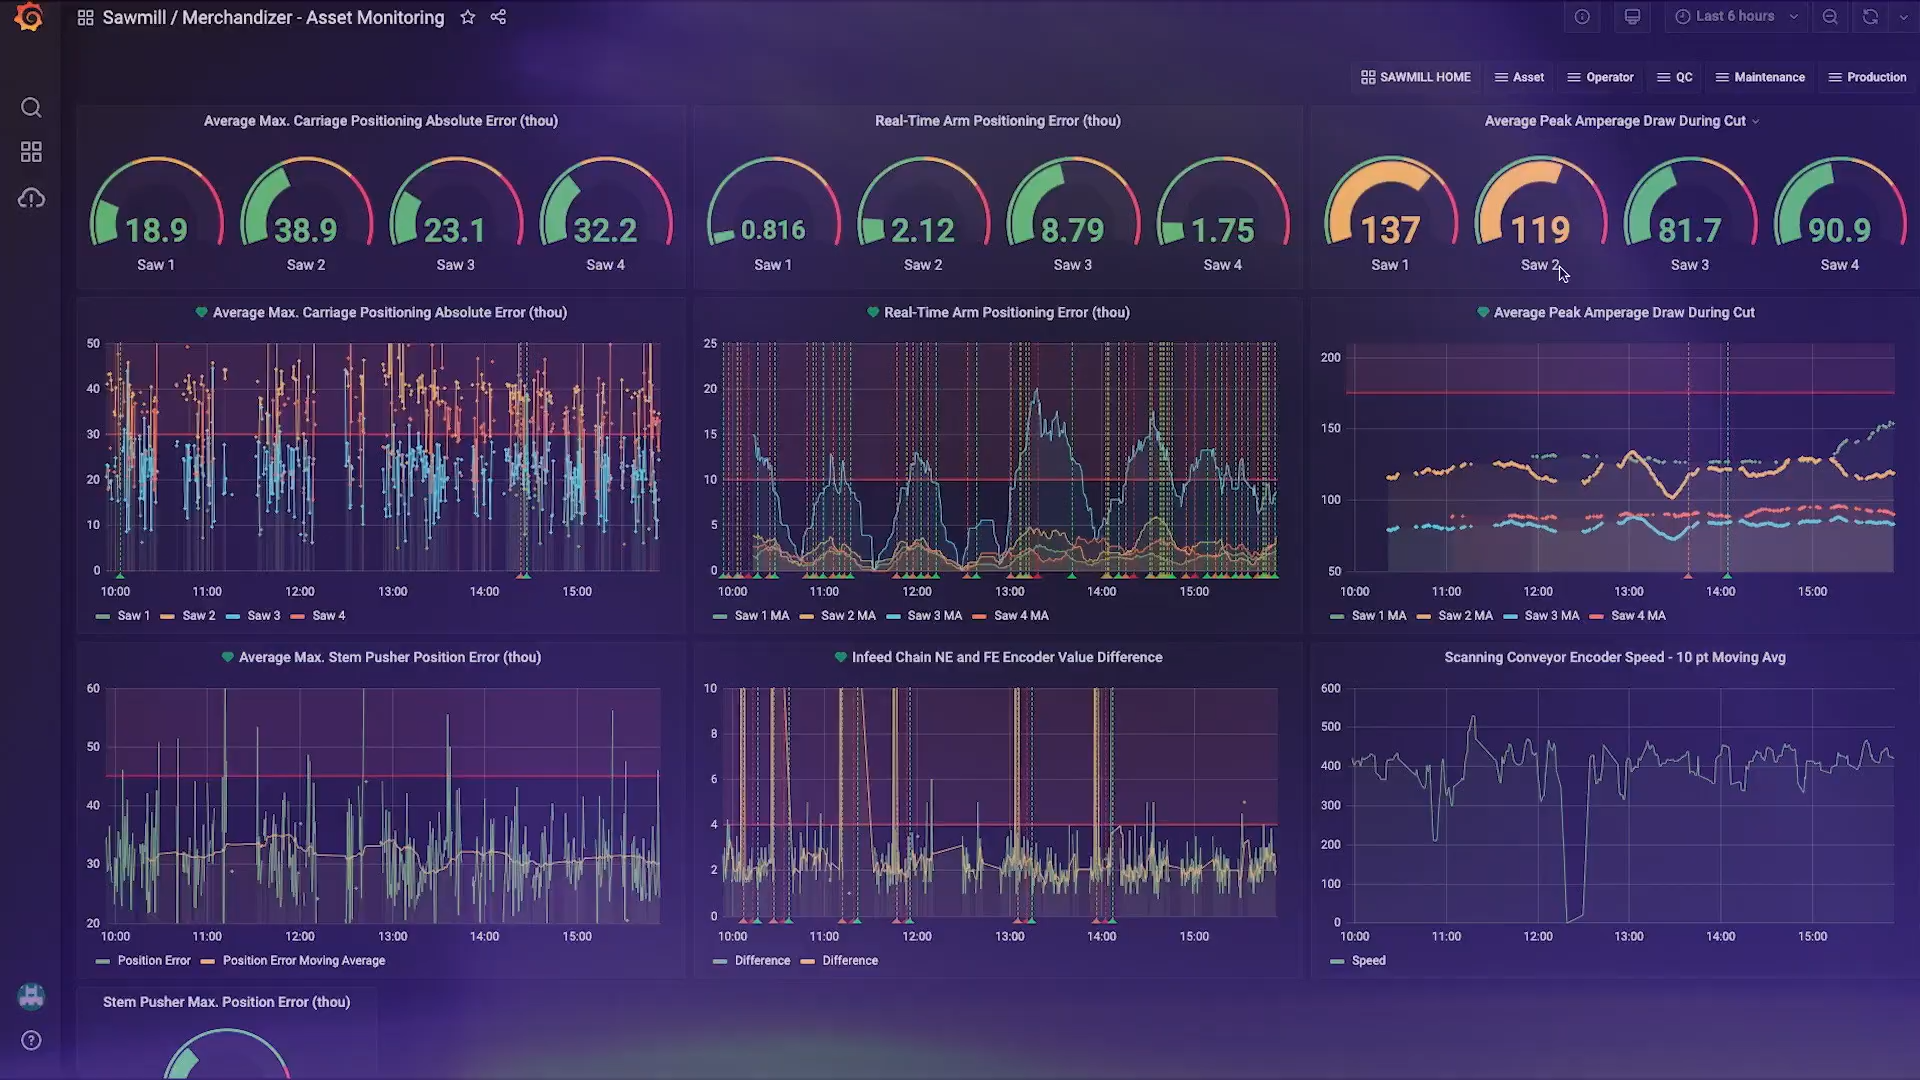 Sawmill / Merchandizer - Asset Monitoring
Last 6 hours
SAWMILL HOME Asset Operator QC Maintenance Production
Average Max. Carriage Positioning Absolute Error (thou)
18.9 38.9 23.1 32.2
Saw 1 Saw 2 Saw 3 Saw 4
Real-Time Arm Positioning Error (thou)
0.816 2.12 8.79 1.75
Saw 1 Saw 2 Saw 3 Saw 4
Average Peak Amperage Draw During Cut
137 119 81.7 90.9
Saw 1 Saw 2 Saw 3 Saw 4
Average Max. Carriage Positioning Absolute Error (thou)
50
40
30
20
10
0
10:00 11:00 12:00 13:00 14:00 15:00
Saw 1 Saw 2 Saw 3 Saw 4
Real-Time Arm Positioning Error (thou)
25
20
15
10
5
0
10:00 11:00 12:00 13:00 14:00 15:00
Saw 1 MA Saw 2 MA Saw 3 MA Saw 4 MA
Average Peak Amperage Draw During Cut
200
150
100
50
10:00 11:00 12:00 13:00 14:00 15:00
Saw 1 MA Saw 2 MA Saw 3 MA Saw 4 MA
Average Max. Stem Pusher Position Error (thou)
60
50
40
30
20
10:00 11:00 12:00 13:00 14:00 15:00
Position Error Position Error Moving Average
Infeed Chain NE and FE Encoder Value Difference
10
8
6
4
2
0
10:00 11:00 12:00 13:00 14:00 15:00
Difference Difference
Scanning Conveyor Encoder Speed - 10 pt Moving Avg
600
500
400
300
200
100
0
10:00 11:00 12:00 13:00 14:00 15:00
Speed
Stem Pusher Max. Position Error (thou)